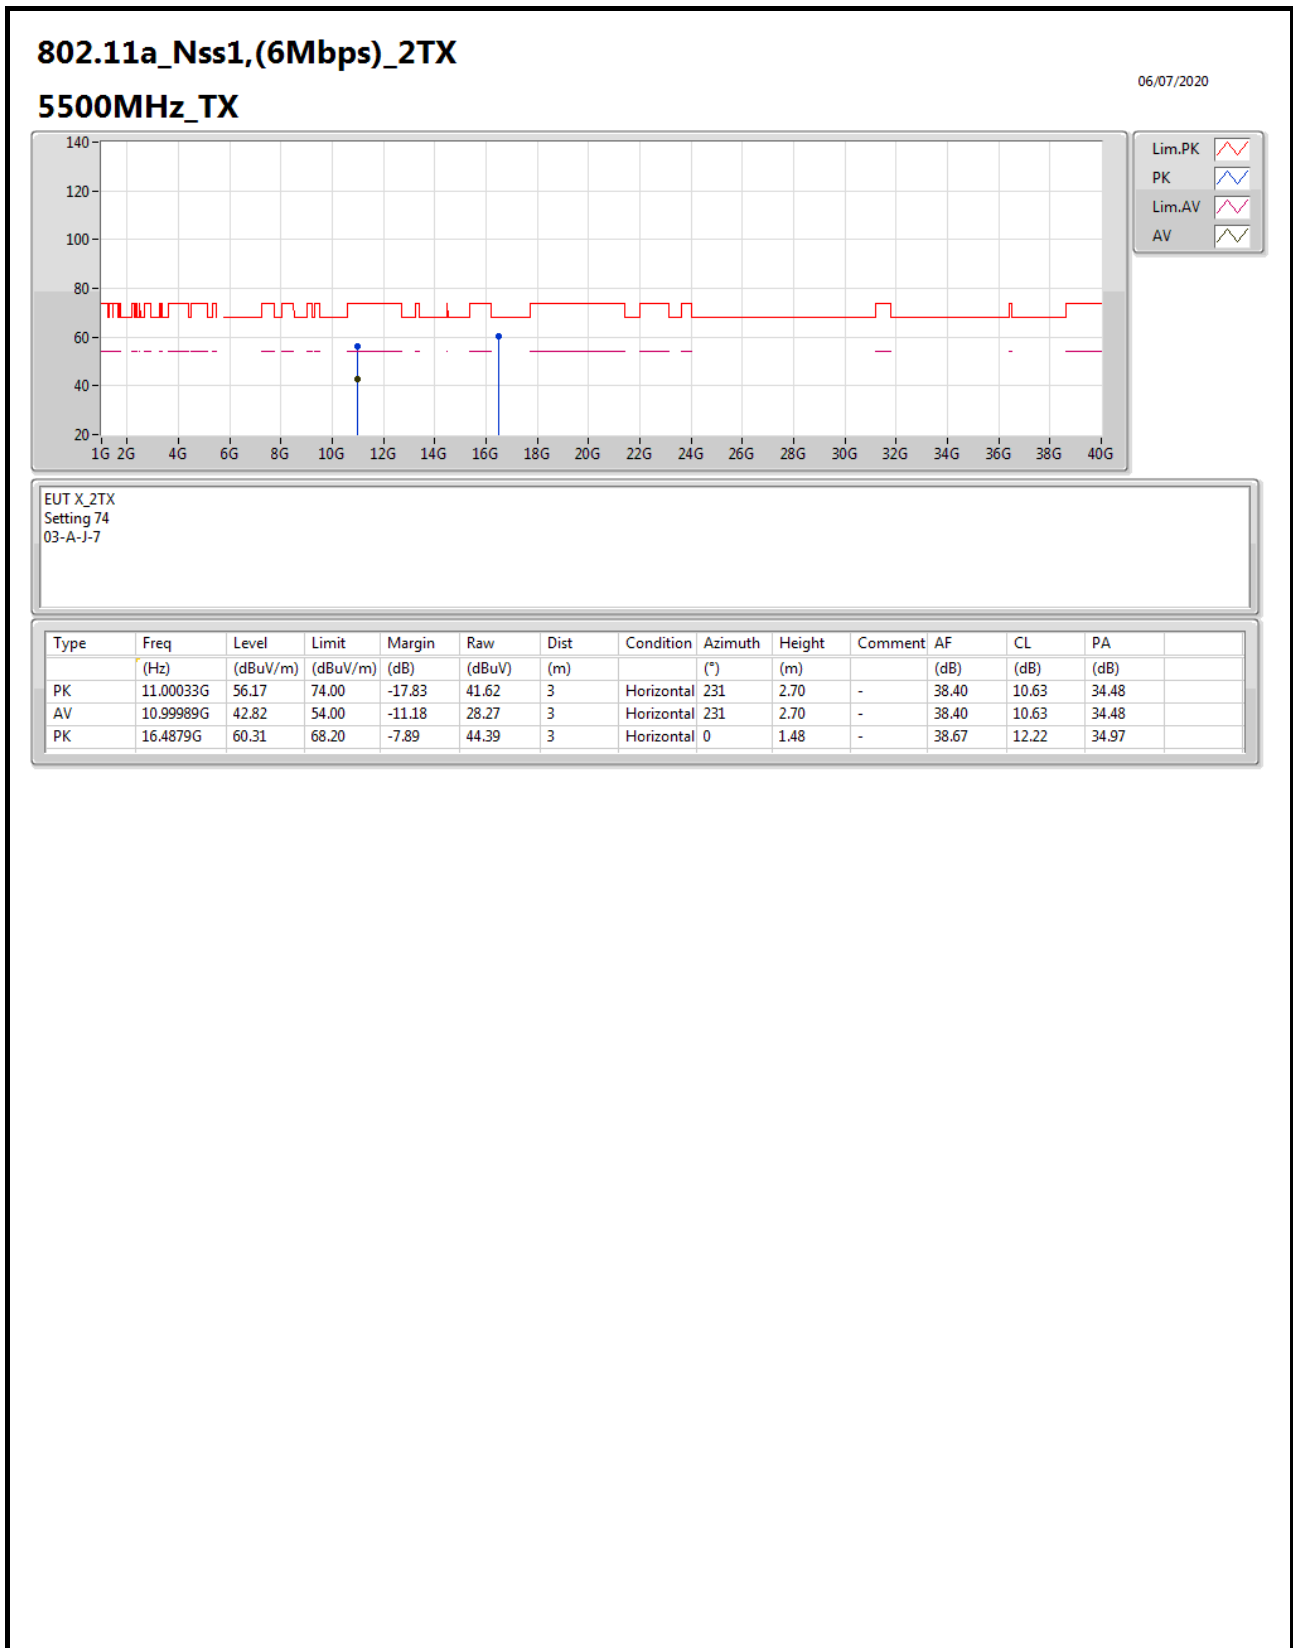 802.11a_Nss1,(6Mbps)_2TX
06/07/2020
5500MHz_TX
140
120
100
80
60
40
20
1G 2G 4G 6G 8G 10G 12G 14G 16G 18G 20G 22G 24G 26G 28G 30G 32G 34G 36G 38G 40G
Lim.PK
PK
Lim.AV
AV
EUT X_2TX
Setting 74
03-A-J-7
Type Freq Level Limit Margin Raw Dist Condition Azimuth Height Comment AF CL PA
(Hz) (dBuV/m) (dBuV/m) (dB) (dBuV) (m) (°) (m) (dB) (dB) (dB)
PK 11.00033G 56.17 74.00 -17.83 41.62 3 Horizontal 231 2.70 - 38.40 10.63 34.48
AV 10.99989G 42.82 54.00 -11.18 28.27 3 Horizontal 231 2.70 - 38.40 10.63 34.48
PK 16.4879G 60.31 68.20 -7.89 44.39 3 Horizontal 0 1.48 - 38.67 12.22 34.97